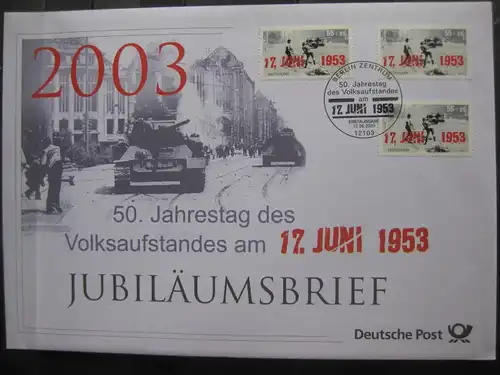 2003
17. JUNI 1953
17. JUNI 1953
17. JUNI 1953
BERLIN ZENTRUM
50. Jahrestag
des Volksaufstandes
am
17. JUNI 1953
ERSTAUSGABE
12103
50. Jahrestag des
Volksaufstandes am 17. JUNI 1953
JUBILÄUMSBRIEF
Deutsche Post